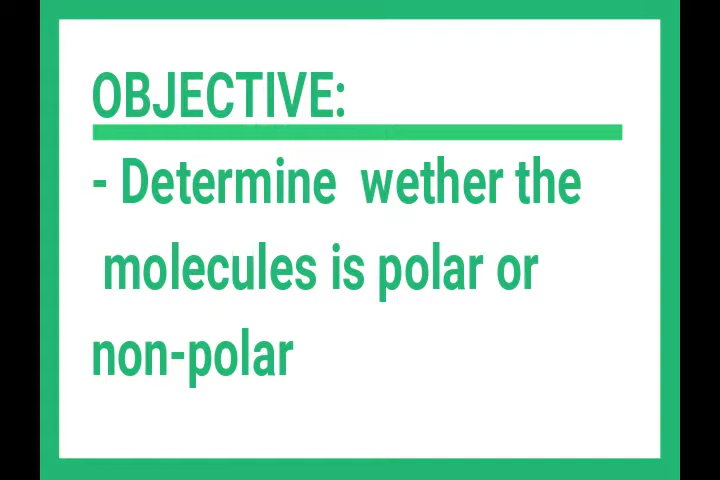 OBJECTIVE:
- Determine wether the
molecules is polar or
non-polar